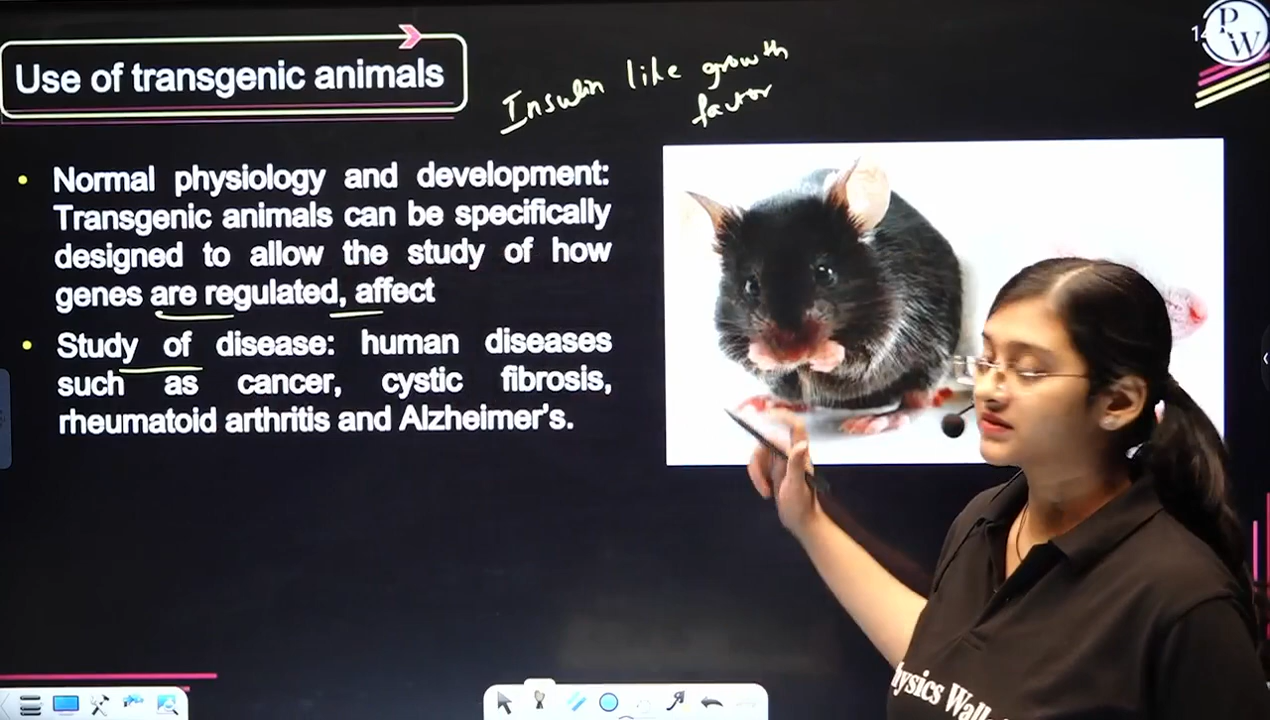 Use of transgenic animals
Insulin like growth
factor
PW
• Normal physiology and development:
Transgenic animals can be specifically
designed to allow the study of how
genes are regulated, affect
• Study of disease: human diseases
such as cancer, cystic fibrosis,
rheumatoid arthritis and Alzheimer's.